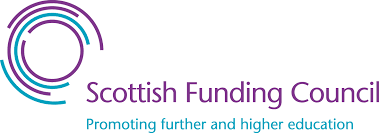 Scottish Funding Council
Promoting further and higher education